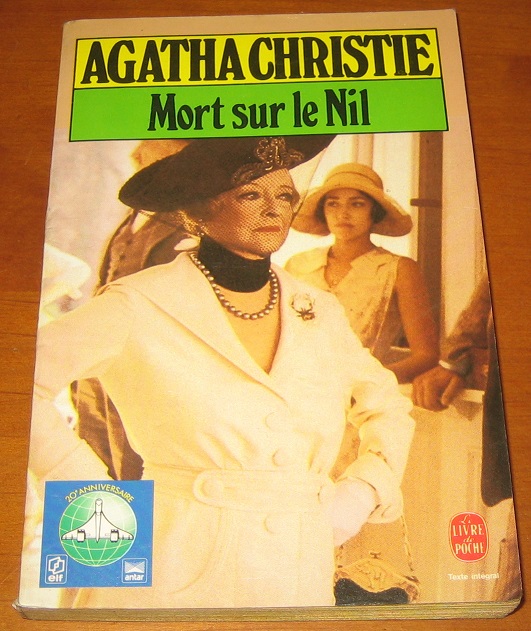 AGATHA CHRISTIE
Mort sur le Nil
20e ANNIVERSAIRE
elf
antar
Le
LIVRE
de
POCHE
Texte intégral